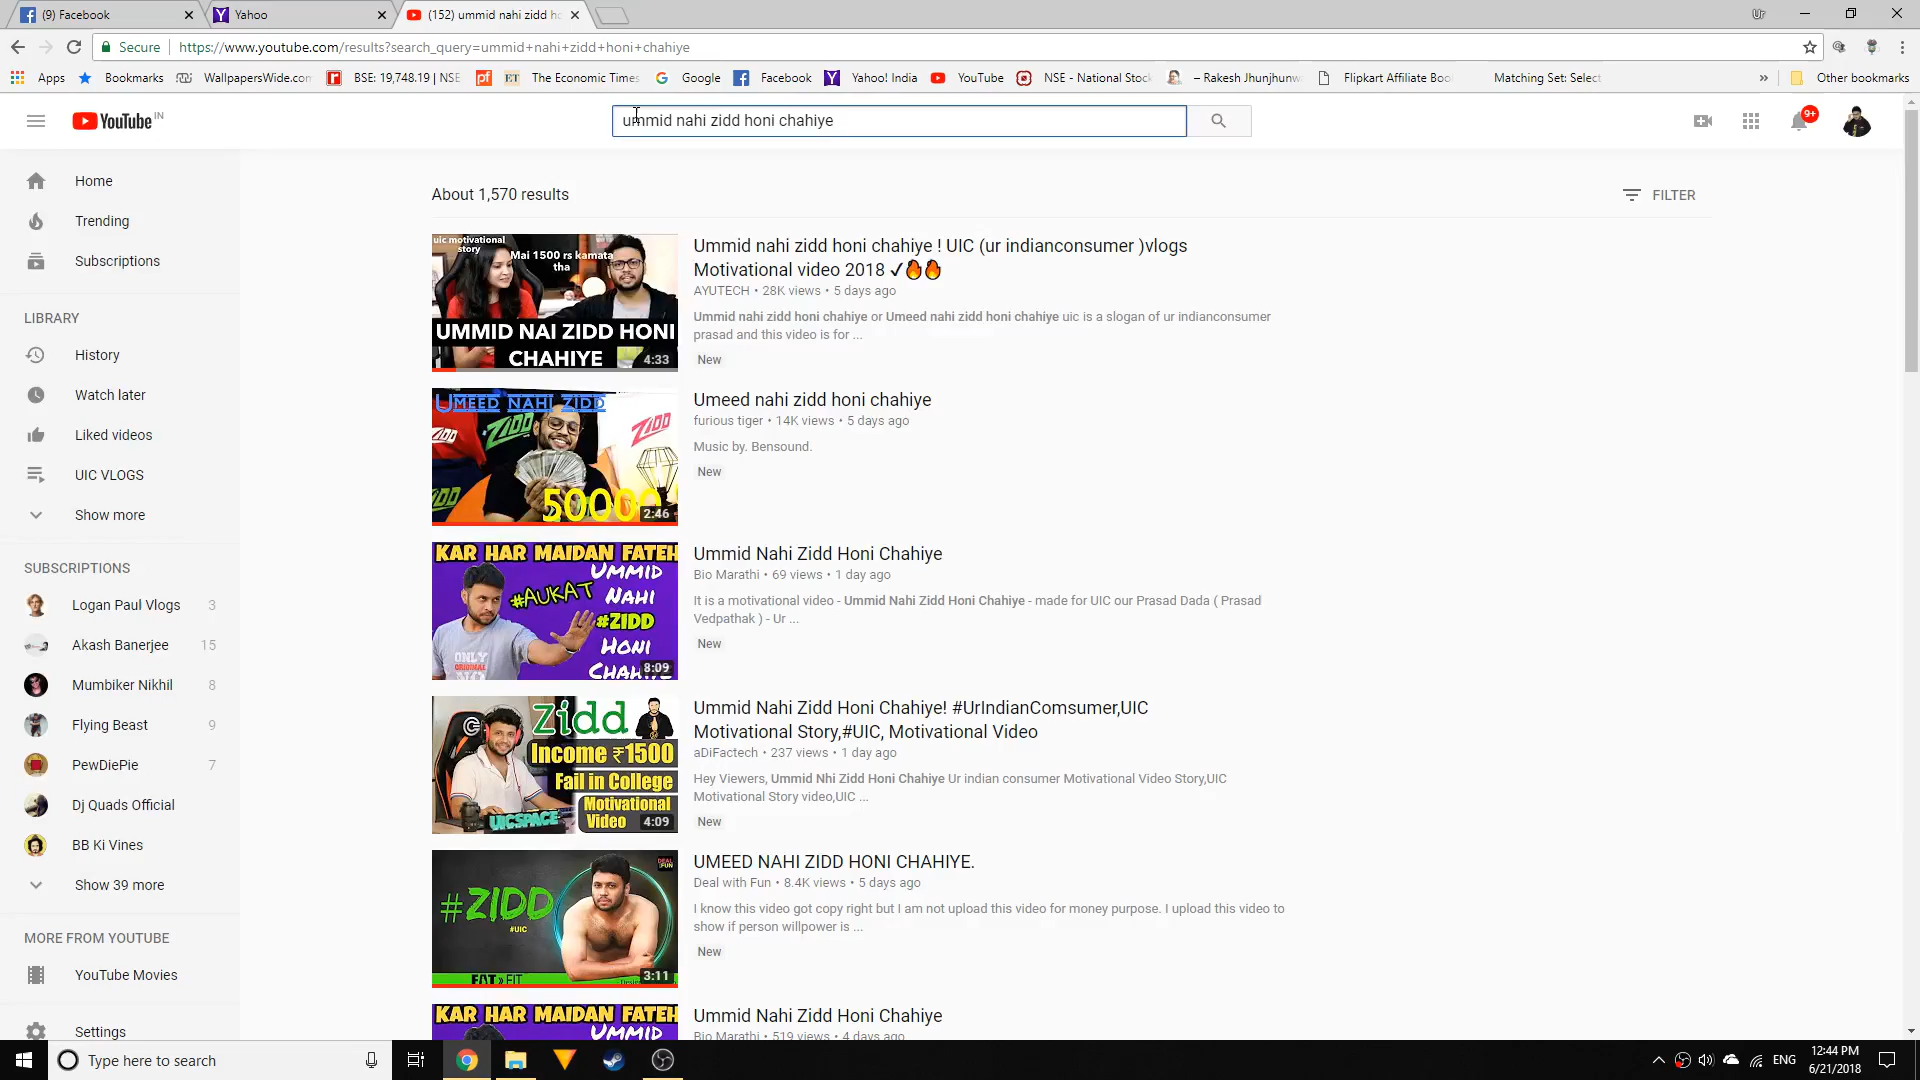 (9) Facebook
Yahoo
(152) ummid nahi zidd ho
Ur
Secure
https://www.youtube.com/results?search_query=ummid+nahi+zidd+honi+chahiye
Apps
Bookmarks
WallpapersWide.con
BSE: 19,748.19 | NSE
The Economic Times
Google
Facebook
Yahoo! India
YouTube
NSE - National Stock
– Rakesh Jhunjhunw
Flipkart Affiliate Boo
Matching Set: Select
»
Other bookmarks
YouTube IN
ummid nahi zidd honi chahiye
9+
Home
Trending
Subscriptions
LIBRARY
History
Watch later
Liked videos
UIC VLOGS
Show more
SUBSCRIPTIONS
Logan Paul Vlogs 3
Akash Banerjee 15
Mumbiker Nikhil 8
Flying Beast 9
PewDiePie 7
Dj Quads Official
BB Ki Vines
Show 39 more
MORE FROM YOUTUBE
YouTube Movies
Settings
About 1,570 results
FILTER
uic motivational
story
Mai 1500 rs kamata
tha
UMMID NAI ZIDD HONI
CHAHIYE
4:33
Ummid nahi zidd honi chahiye ! UIC (ur indianconsumer )vlogs
Motivational video 2018 ✓🔥🔥
AYUTECH • 28K views • 5 days ago
Ummid nahi zidd honi chahiye or Umeed nahi zidd honi chahiye uic is a slogan of ur indianconsumer
prasad and this video is for ...
New
UMEED NAHI ZIDD
ZIDD
ZIDD
50000
2:46
Umeed nahi zidd honi chahiye
furious tiger • 14K views • 5 days ago
Music by. Bensound.
New
KAR HAR MAIDAN FATEH
UMMID
#AUKAT
NAHI
#ZIDD
HONI
CHAH
ONLY
ORIGINAL
8:09
Ummid Nahi Zidd Honi Chahiye
Bio Marathi • 69 views • 1 day ago
It is a motivational video - Ummid Nahi Zidd Honi Chahiye - made for UIC our Prasad Dada ( Prasad
Vedpathak ) - Ur ...
New
Zidd
Income ₹1500
Fail in College
Motivational
Video
UICSPACE
4:09
Ummid Nahi Zidd Honi Chahiye! #UrIndianComsumer,UIC
Motivational Story,#UIC, Motivational Video
aDiFactech • 237 views • 1 day ago
Hey Viewers, Ummid Nhi Zidd Honi Chahiye Ur indian consumer Motivational Video Story,UIC
Motivational Story video,UIC ...
New
DEAL
FUN
#ZIDD
#UIC
FAT » FIT
3:11
UMEED NAHI ZIDD HONI CHAHIYE.
Deal with Fun • 8.4K views • 5 days ago
I know this video got copy right but I am not upload this video for money purpose. I upload this video to
show if person willpower is ...
New
KAR HAR MAIDAN FATEH
UMMID
Ummid Nahi Zidd Honi Chahiye
Bio Marathi • 519 views • 4 days ago
Type here to search
ENG
12:44 PM
6/21/2018